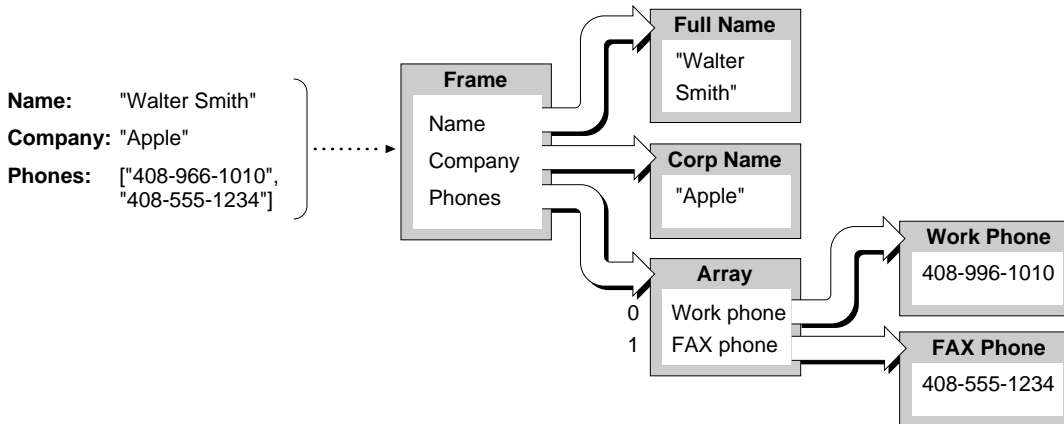 Name: "Walter Smith"
Company: "Apple"
Phones: ["408-966-1010",
"408-555-1234"]
Frame
Name
Company
Phones
Full Name
"Walter
Smith"
Corp Name
"Apple"
Array
0 Work phone
1 FAX phone
Work Phone
408-996-1010
FAX Phone
408-555-1234